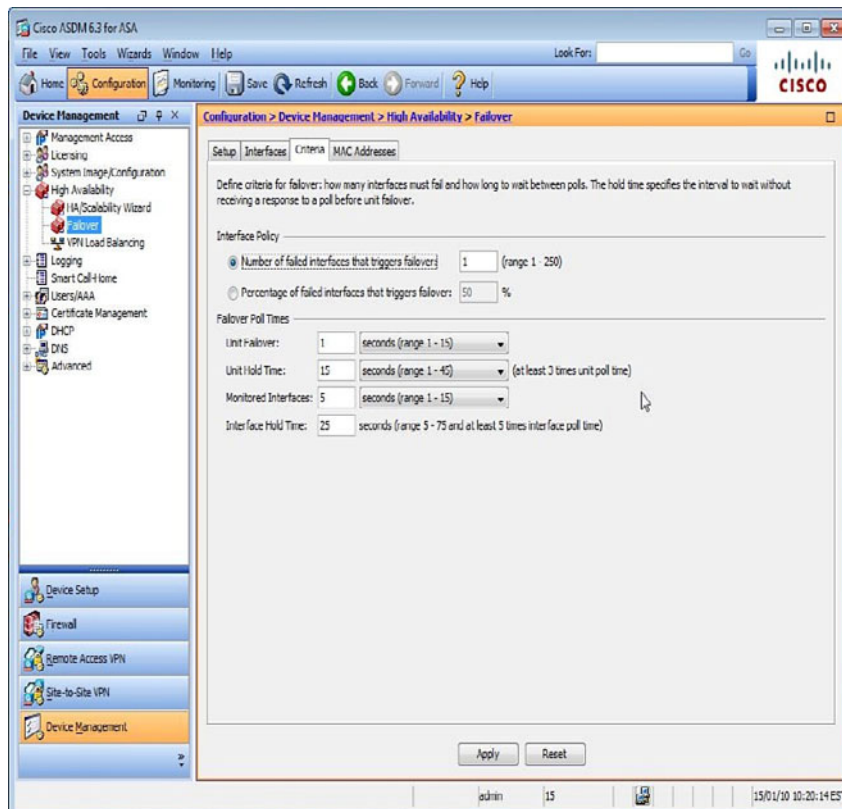 Cisco ASDM 6.3 for ASA
File View Tools Wizards Window Help
Look For:
Go
Home Configuration Monitoring Save Refresh Back Forward Help
CISCO
Device Management
Management Access
Licensing
System Image/Configuration
High Availability
HA/Scalability Wizard
Failover
VPN Load Balancing
Logging
Smart Call-Home
Users/AAA
Certificate Management
DHCP
DNS
Advanced
Device Setup
Firewall
Remote Access VPN
Site-to-Site VPN
Device Management
Configuration > Device Management > High Availability > Failover
Setup Interfaces Criteria MAC Addresses
Define criteria for failover: how many interfaces must fail and how long to wait between polls. The hold time specifies the interval to wait without
receiving a response to a poll before unit failover.
Interface Policy
Number of failed interfaces that triggers failover: 1 (range 1 - 250)
Percentage of failed interfaces that triggers failover: 50 %
Failover Poll Times
Unit Failover: 1 seconds (range 1 - 15)
Unit Hold Time: 15 seconds (range 1 - 45) (at least 3 times unit poll time)
Monitored Interfaces: 5 seconds (range 1 - 15)
Interface Hold Time: 25 seconds (range 5 - 75 and at least 5 times interface poll time)
Apply Reset
admin 15 15/01/10 10:20:14 EST